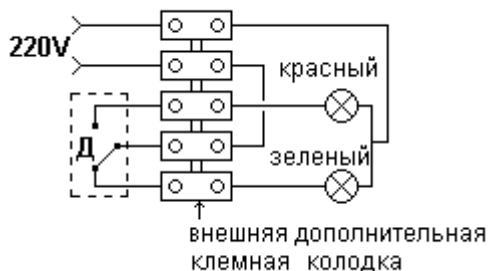 220V
красный
Д
зеленый
внешняя дополнительная
клемная колодка